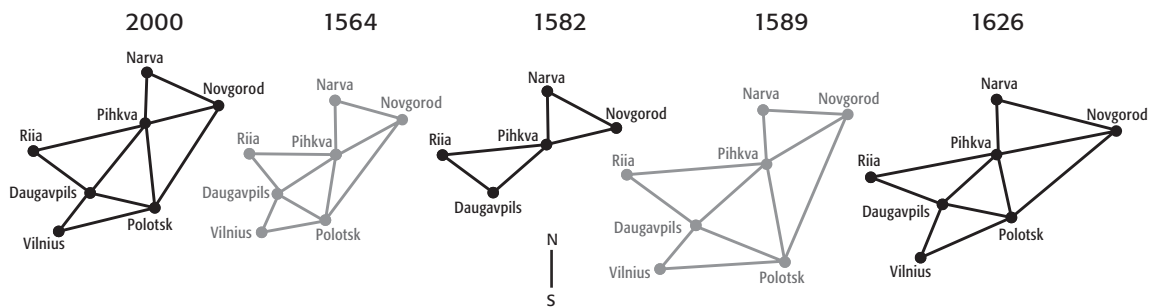 2000
1564
1582
1589
1626
Narva
Novgorod
Pihkva
Riia
Daugavpils
Vilnius
Polotsk
Narva
Novgorod
Pihkva
Riia
Daugavpils
Vilnius
Polotsk
Narva
Novgorod
Pihkva
Riia
Daugavpils
Narva
Novgorod
Pihkva
Riia
Daugavpils
Vilnius
Polotsk
Narva
Novgorod
Pihkva
Riia
Daugavpils
Polotsk
Vilnius
N
S